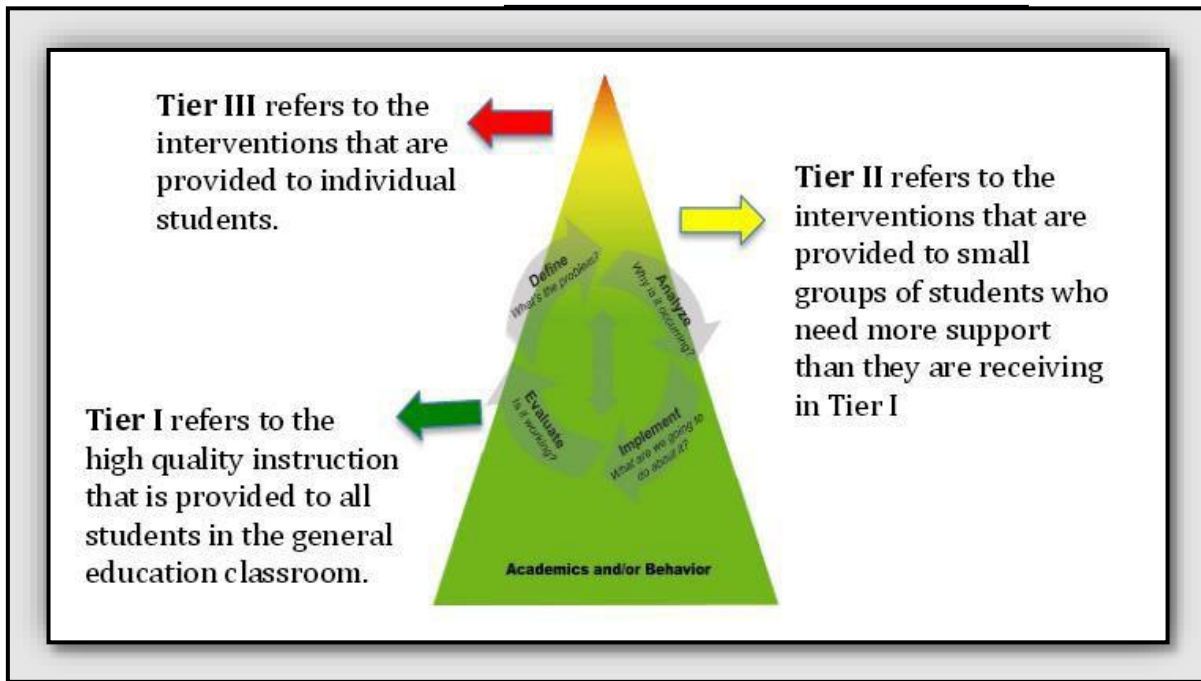 Tier III refers to the
interventions that are
provided to individual
students.
Tier II refers to the
interventions that are
provided to small
groups of students who
need more support
than they are receiving
in Tier I
Define
What's the problem?
Analyze
Why is it occurring?
Implement
What are we going to
do about it?
Evaluate
Is it working?
Tier I refers to the
high quality instruction
that is provided to all
students in the general
education classroom.
Academics and/or Behavior